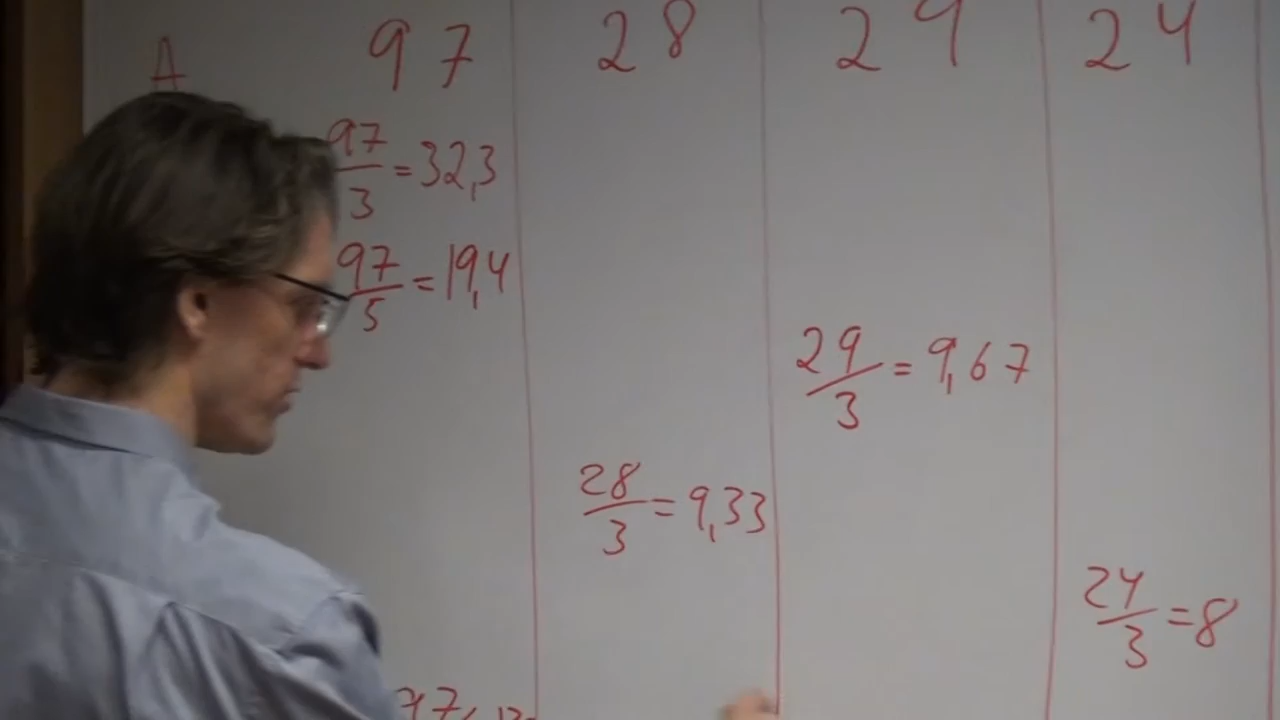 A 97 28 29 24
97/3 = 32,3
97/5 = 19,4
29/3 = 9,67
28/3 = 9,33
24/3 = 8
97